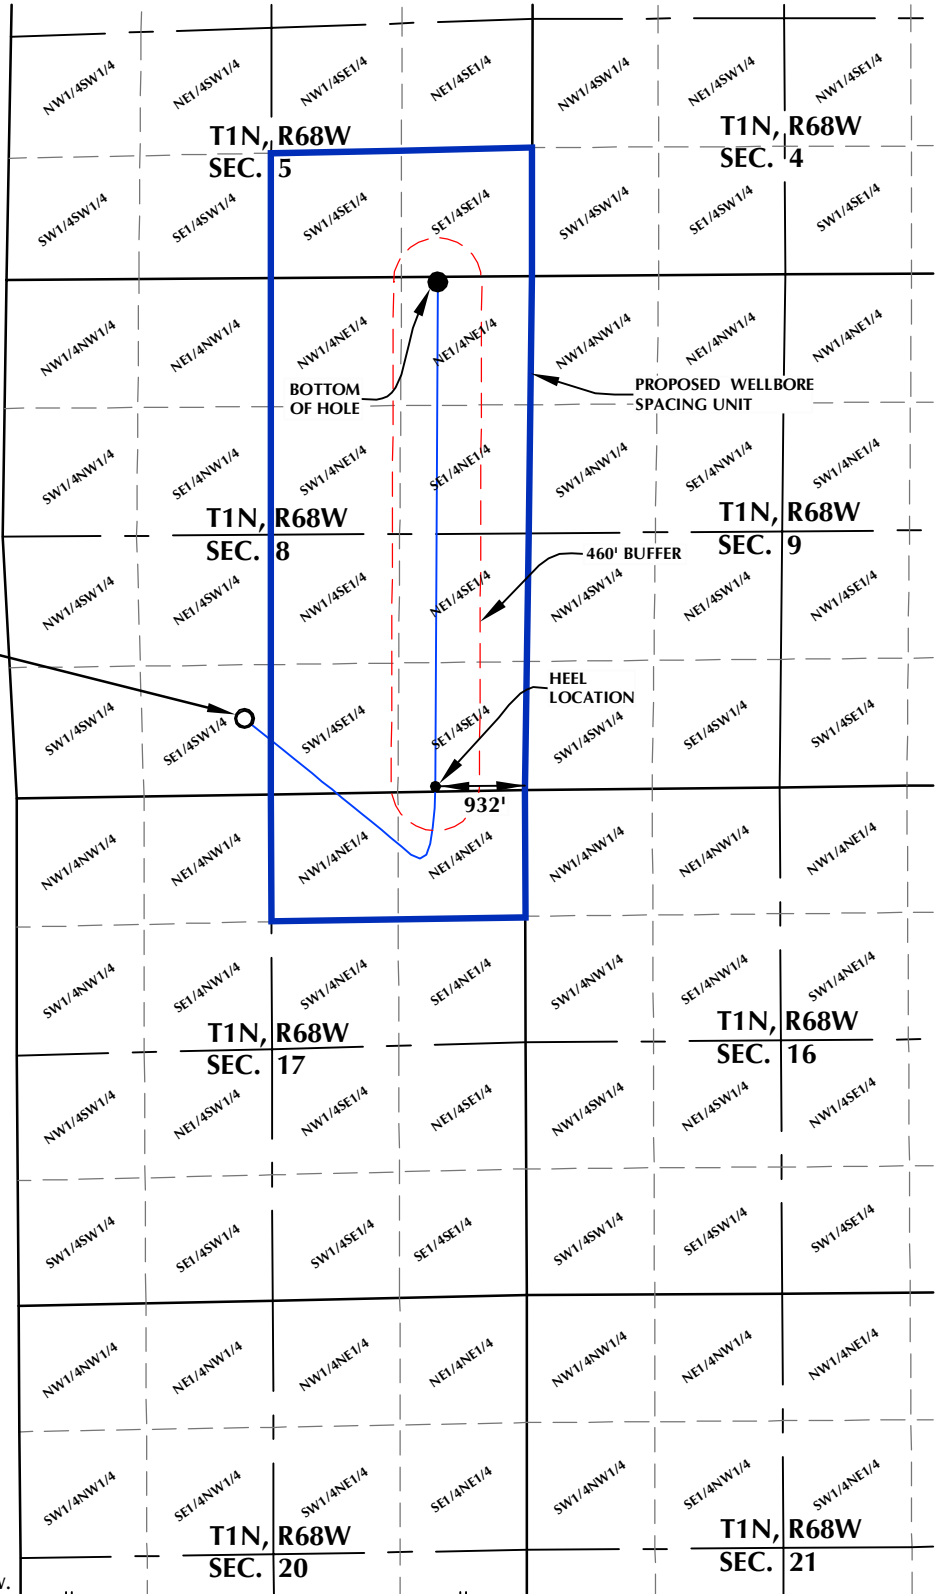 NW1/4SW1/4 NE1/4SW1/4 NW1/4SE1/4 NE1/4SE1/4 NW1/4SW1/4 NE1/4SW1/4 NW1/4SW1/4
T1N, R68W T1N, R68W
SEC. 5 SEC. 4
SW1/4SW1/4 SE1/4SW1/4 SW1/4SE1/4 SE1/4SE1/4 SW1/4SW1/4 SE1/4SW1/4 SW1/4SE1/4
NW1/4NW1/4 NE1/4NW1/4 NW1/4NE1/4 NE1/4NE1/4 NW1/4NW1/4 NE1/4NW1/4 NW1/4NE1/4
BOTTOM
OF HOLE
PROPOSED WELLBORE
SPACING UNIT
SW1/4NW1/4 SE1/4NW1/4 SW1/4NE1/4 SE1/4NE1/4 SW1/4NW1/4 SE1/4NW1/4 SW1/4NE1/4
T1N, R68W T1N, R68W
SEC. 8 SEC. 9
460' BUFFER
NW1/4SW1/4 NE1/4SW1/4 NW1/4SE1/4 NE1/4SE1/4 NW1/4SW1/4 NE1/4SW1/4 NW1/4SE1/4
HEEL
LOCATION
SW1/4SW1/4 SE1/4SW1/4 SW1/4SE1/4 SE1/4SE1/4 SW1/4SW1/4 SE1/4SW1/4 SW1/4SE1/4
932'
NW1/4NW1/4 NE1/4NW1/4 NW1/4NE1/4 NE1/4NE1/4 NW1/4NW1/4 NE1/4NW1/4 NW1/4NE1/4
SW1/4NW1/4 SE1/4NW1/4 SW1/4NE1/4 SE1/4NE1/4 SW1/4NW1/4 SE1/4NW1/4 SW1/4NE1/4
T1N, R68W T1N, R68W
SEC. 17 SEC. 16
NW1/4SW1/4 NE1/4SW1/4 NW1/4SE1/4 NE1/4SE1/4 NW1/4SW1/4 NE1/4SW1/4 NW1/4SE1/4
SW1/4SW1/4 SE1/4SW1/4 SW1/4SE1/4 SE1/4SE1/4 SW1/4SW1/4 SE1/4SW1/4 SW1/4SE1/4
NW1/4NW1/4 NE1/4NW1/4 NW1/4NE1/4 NE1/4NE1/4 NW1/4NW1/4 NE1/4NW1/4 NW1/4NE1/4
SW1/4NW1/4 SE1/4NW1/4 SW1/4NE1/4 SE1/4NE1/4 SW1/4NW1/4 SE1/4NW1/4 SW1/4NE1/4
T1N, R68W T1N, R68W
SEC. 20 SEC. 21